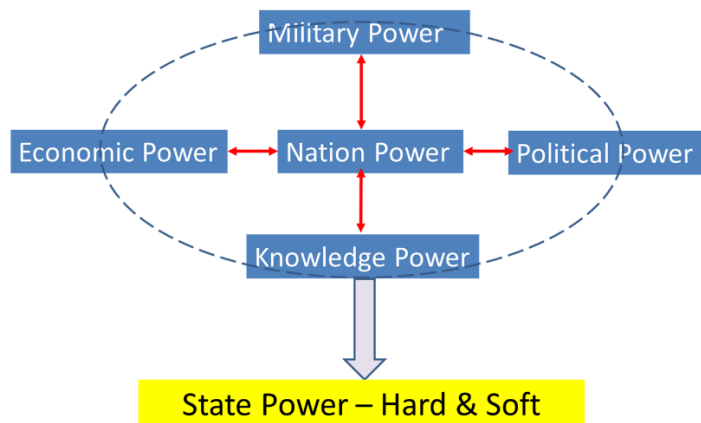 Military Power
Economic Power
Nation Power
Political Power
Knowledge Power
State Power – Hard & Soft